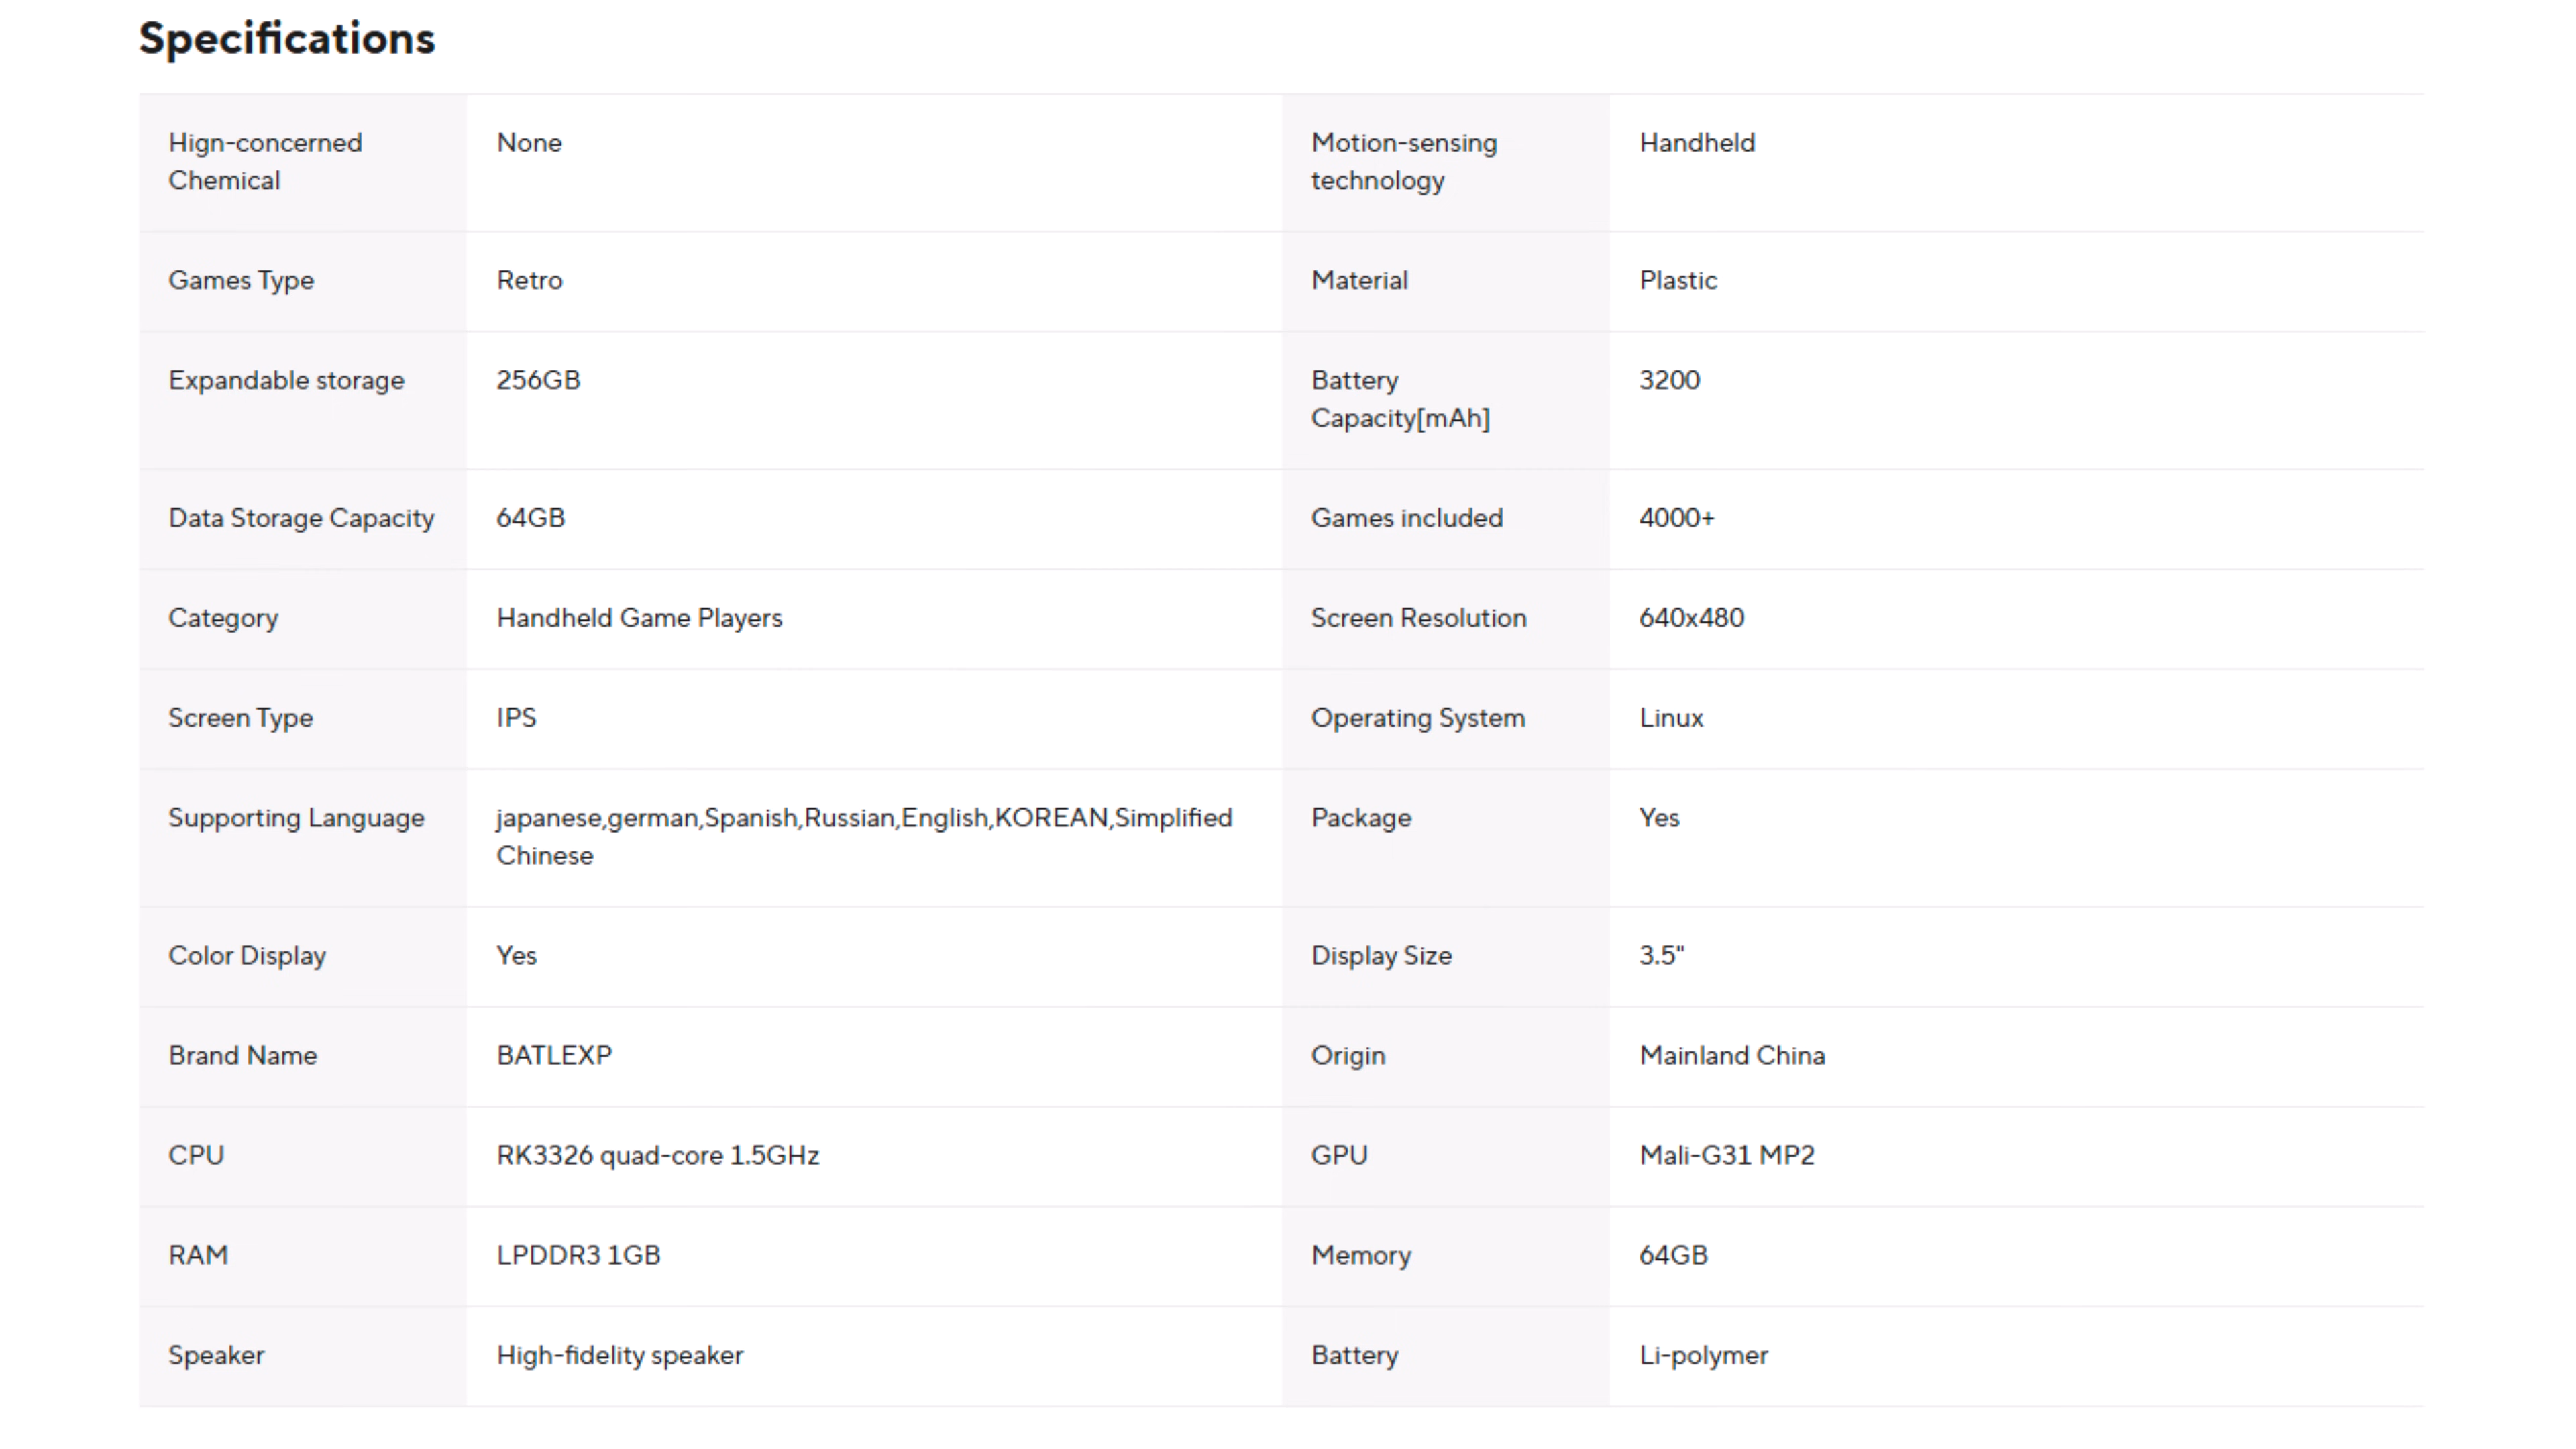 Specifications
Hign-concerned
Chemical
None
Motion-sensing
technology
Handheld
Games Type
Retro
Material
Plastic
Expandable storage
256GB
Battery
Capacity[mAh]
3200
Data Storage Capacity
64GB
Games included
4000+
Category
Handheld Game Players
Screen Resolution
640x480
Screen Type
IPS
Operating System
Linux
Supporting Language
japanese,german,Spanish,Russian,English,KOREAN,Simplified
Chinese
Package
Yes
Color Display
Yes
Display Size
3.5"
Brand Name
BATLEXP
Origin
Mainland China
CPU
RK3326 quad-core 1.5GHz
GPU
Mali-G31 MP2
RAM
LPDDR3 1GB
Memory
64GB
Speaker
High-fidelity speaker
Battery
Li-polymer